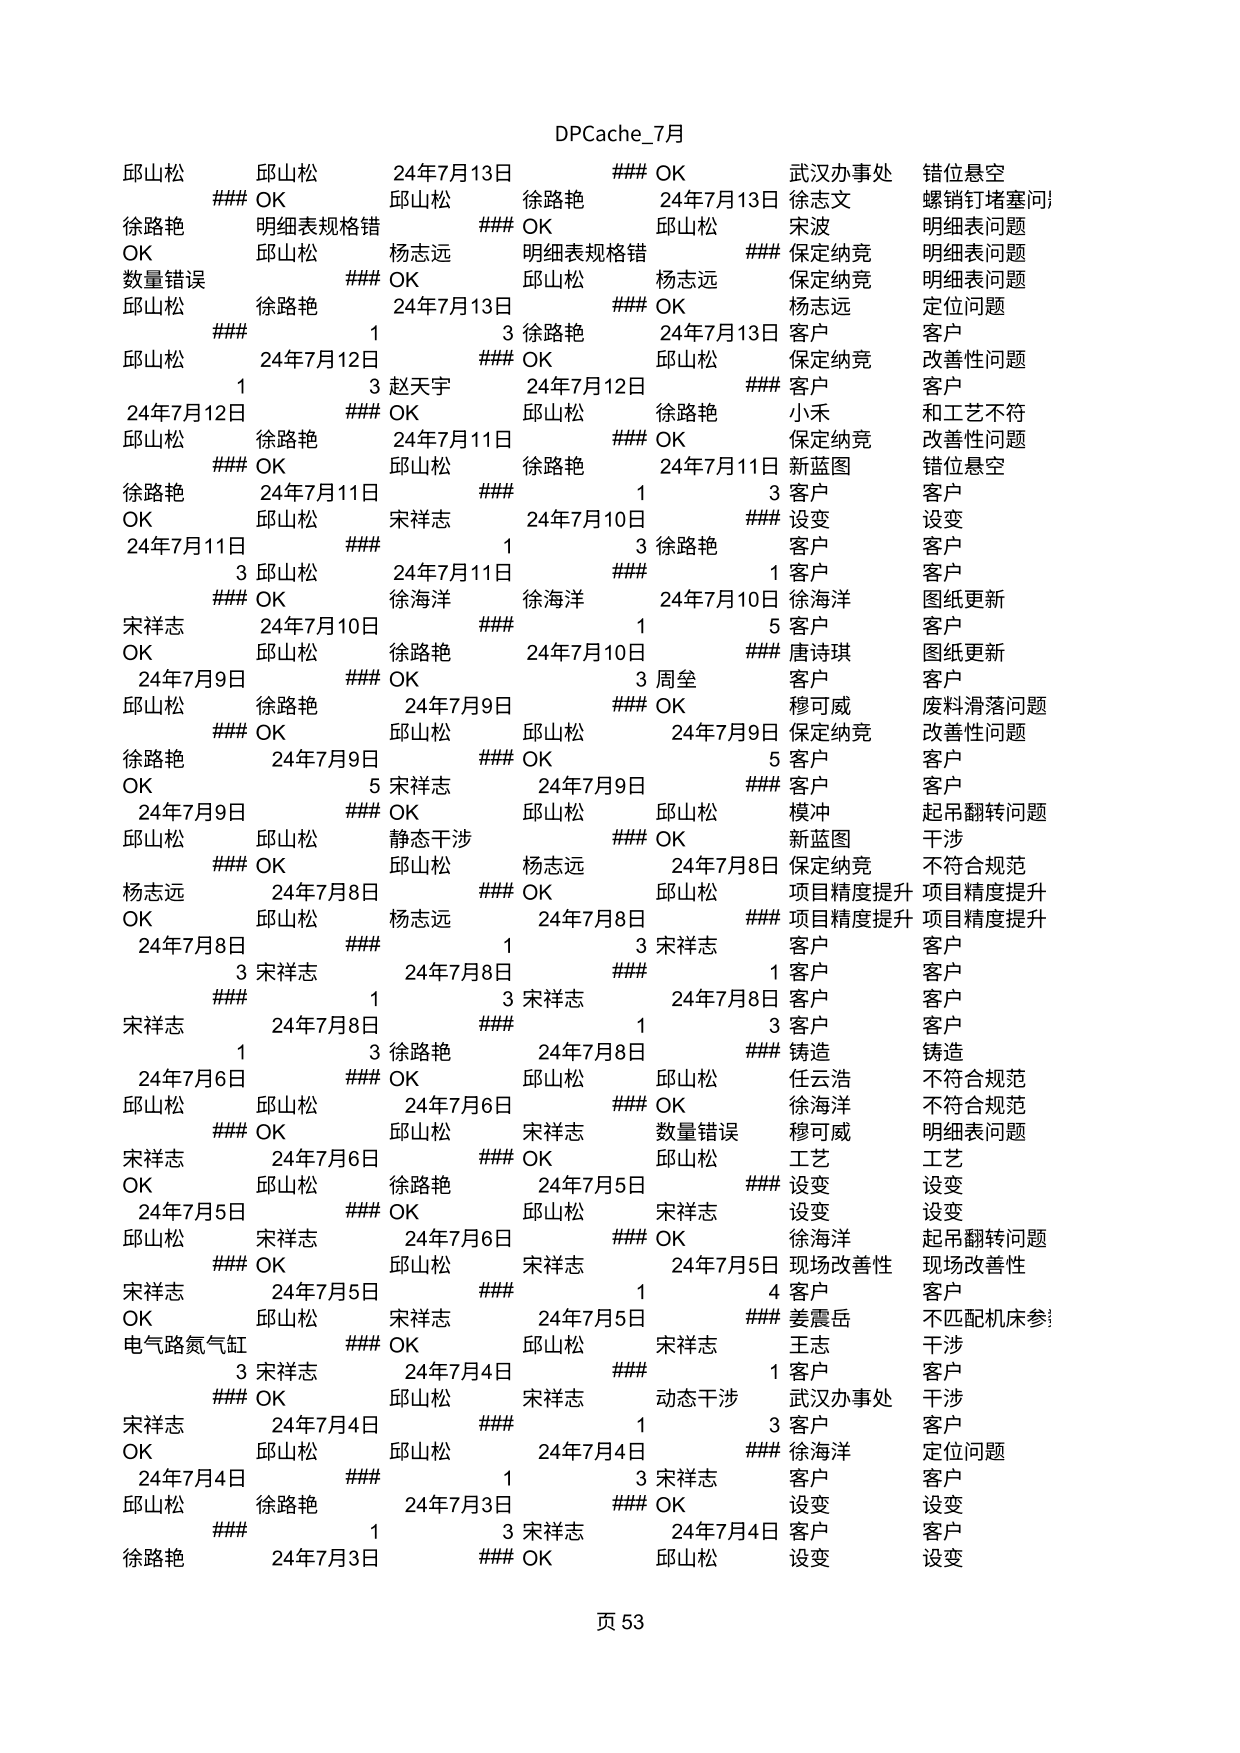 DPCache_7月
邱山松 邱山松 24年7月13日 ### OK 武汉办事处 错位悬空
### OK 邱山松 徐路艳 24年7月13日 徐志文 螺销钉堵塞问
徐路艳 明细表规格错 ### OK 邱山松 宋波 明细表问题
OK 邱山松 杨志远 明细表规格错 ### 保定纳竞 明细表问题
数量错误 ### OK 邱山松 杨志远 保定纳竞 明细表问题
邱山松 徐路艳 24年7月13日 ### OK 杨志远 定位问题
### 1 3 徐路艳 24年7月13日 客户 客户
邱山松 24年7月12日 ### OK 邱山松 保定纳竞 改善性问题
1 3 赵天宇 24年7月12日 ### 客户 客户
24年7月12日 ### OK 邱山松 徐路艳 小禾 和工艺不符
邱山松 徐路艳 24年7月11日 ### OK 保定纳竞 改善性问题
### OK 邱山松 徐路艳 24年7月11日 新蓝图 错位悬空
徐路艳 24年7月11日 ### 1 3 客户 客户
OK 邱山松 宋祥志 24年7月10日 ### 设变 设变
24年7月11日 ### 1 3 徐路艳 客户 客户
3 邱山松 24年7月11日 ### 1 客户 客户
### OK 徐海洋 徐海洋 24年7月10日 徐海洋 图纸更新
宋祥志 24年7月10日 ### 1 5 客户 客户
OK 邱山松 徐路艳 24年7月10日 ### 唐诗琪 图纸更新
24年7月9日 ### OK 3 周垒 客户 客户
邱山松 徐路艳 24年7月9日 ### OK 穆可威 废料滑落问题
### OK 邱山松 邱山松 24年7月9日 保定纳竞 改善性问题
徐路艳 24年7月9日 ### OK 5 客户 客户
OK 5 宋祥志 24年7月9日 ### 客户 客户
24年7月9日 ### OK 邱山松 邱山松 模冲 起吊翻转问题
邱山松 邱山松 静态干涉 ### OK 新蓝图 干涉
### OK 邱山松 杨志远 24年7月8日 保定纳竞 不符合规范
杨志远 24年7月8日 ### OK 邱山松 项目精度提升 项目精度提升
OK 邱山松 杨志远 24年7月8日 ### 项目精度提升 项目精度提升
24年7月8日 ### 1 3 宋祥志 客户 客户
3 宋祥志 24年7月8日 ### 1 客户 客户
### 1 3 宋祥志 24年7月8日 客户 客户
宋祥志 24年7月8日 ### 1 3 客户 客户
1 3 徐路艳 24年7月8日 ### 铸造 铸造
24年7月6日 ### OK 邱山松 邱山松 任云浩 不符合规范
邱山松 邱山松 24年7月6日 ### OK 徐海洋 不符合规范
### OK 邱山松 宋祥志 数量错误 穆可威 明细表问题
宋祥志 24年7月6日 ### OK 邱山松 工艺 工艺
OK 邱山松 徐路艳 24年7月5日 ### 设变 设变
24年7月5日 ### OK 邱山松 宋祥志 设变 设变
邱山松 宋祥志 24年7月6日 ### OK 徐海洋 起吊翻转问题
### OK 邱山松 宋祥志 24年7月5日 现场改善性 现场改善性
宋祥志 24年7月5日 ### 1 4 客户 客户
OK 邱山松 宋祥志 24年7月5日 ### 姜震岳 不匹配机床参
电气路氮气缸 ### OK 邱山松 宋祥志 王志 干涉
3 宋祥志 24年7月4日 ### 1 客户 客户
### OK 邱山松 宋祥志 动态干涉 武汉办事处 干涉
宋祥志 24年7月4日 ### 1 3 客户 客户
OK 邱山松 邱山松 24年7月4日 ### 徐海洋 定位问题
24年7月4日 ### 1 3 宋祥志 客户 客户
邱山松 徐路艳 24年7月3日 ### OK 设变 设变
### 1 3 宋祥志 24年7月4日 客户 客户
徐路艳 24年7月3日 ### OK 邱山松 设变 设变
页 53